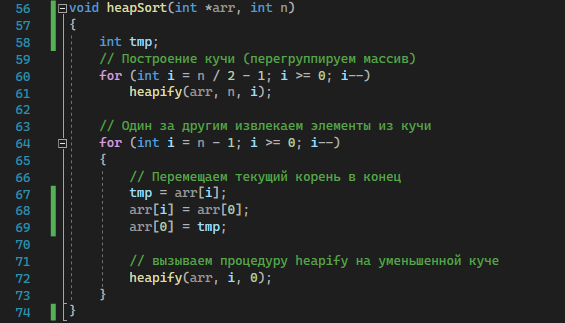 56 void heapSort(int *arr, int n)
57 {
58 int tmp;
59 // Построение кучи (перегруппируем массив)
60 for (int i = n / 2 - 1; i >= 0; i--)
61 heapify(arr, n, i);
62
63 // Один за другим извлекаем элементы из кучи
64 for (int i = n - 1; i >= 0; i--)
65 {
66 // Перемещаем текущий корень в конец
67 tmp = arr[i];
68 arr[i] = arr[0];
69 arr[0] = tmp;
70
71 // вызываем процедуру heapify на уменьшенной куче
72 heapify(arr, i, 0);
73 }
74 }